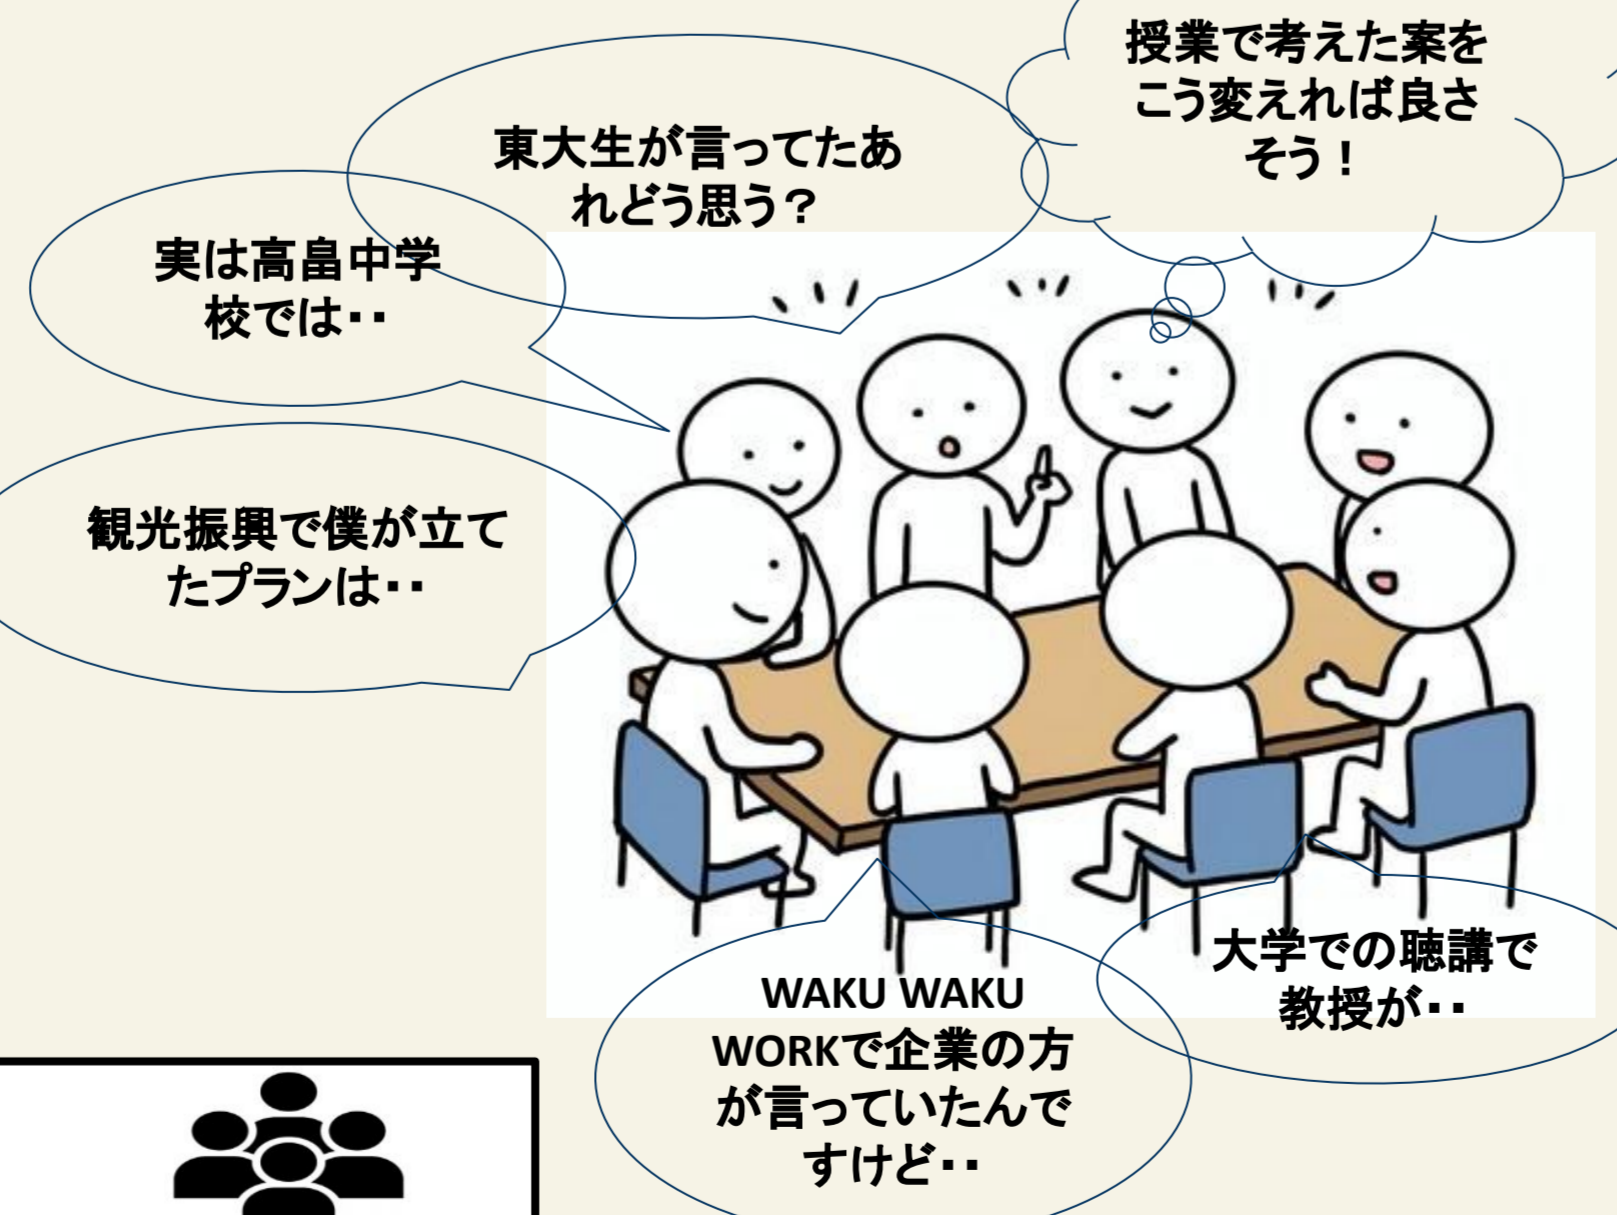 授業で考えた案を
こう変えれば良さ
そう！
東大生が言ってたあ
れどう思う？
実は高畠中学
校では・・
観光振興で僕が立て
たプランは・・
大学での聴講で
教授が・・
WAKU WAKU
WORKで企業の方
が言っていたんで
すけど・・